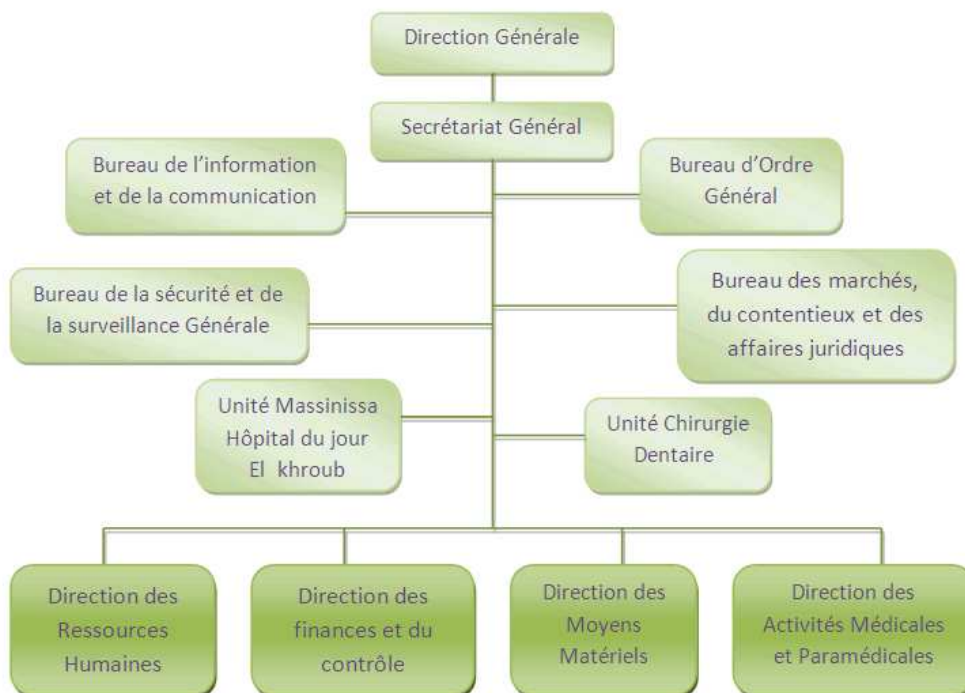 Direction Générale
Secrétariat Général
Bureau de l'information
et de la communication
Bureau d'Ordre
Général
Bureau de la sécurité et de
la surveillance Générale
Bureau des marchés,
du contentieux et des
affaires juridiques
Unité Massinissa
Hôpital du jour
El khroub
Unité Chirurgie
Dentaire
Direction des
Ressources
Humaines
Direction des
finances et du
contrôle
Direction des
Moyens
Matériels
Direction des
Activités Médicales
et Paramédicales